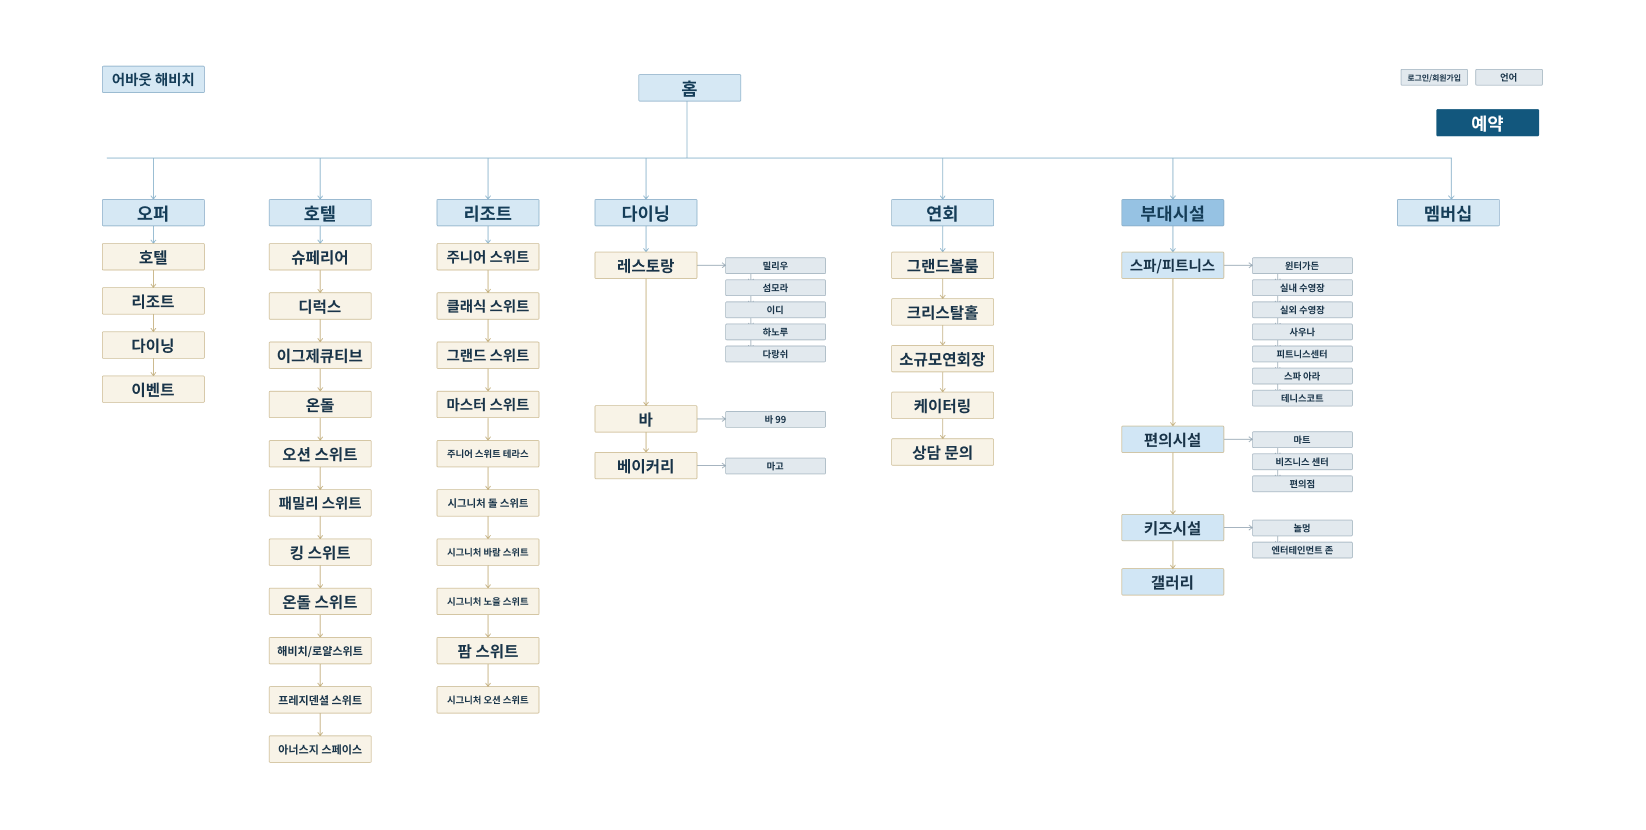 어바웃 해비치
홈
로그인/회원가입
언어
예약
오퍼
호텔
리조트
다이닝
이벤트
호텔
슈페리어
디럭스
이그제큐티브
온돌
오션 스위트
패밀리 스위트
킹 스위트
온돌 스위트
해비치/로얄스위트
프레지덴셜 스위트
아너스지 스페이스
리조트
주니어 스위트
클래식 스위트
그랜드 스위트
마스터 스위트
주니어 스위트 테라스
시그니처 돌 스위트
시그니처 바람 스위트
시그니처 노을 스위트
팜 스위트
시그니처 오션 스위트
다이닝
레스토랑
밀리우
섬모라
이디
하노루
다랑쉬
바
바 99
베이커리
마고
연회
그랜드볼룸
크리스탈홀
소규모연회장
케이터링
상담 문의
부대시설
스파/피트니스
윈터가든
실내 수영장
실외 수영장
사우나
피트니스센터
스파 아라
테니스코트
편의시설
마트
비즈니스 센터
편의점
키즈시설
놀멍
엔터테인먼트 존
갤러리
멤버십